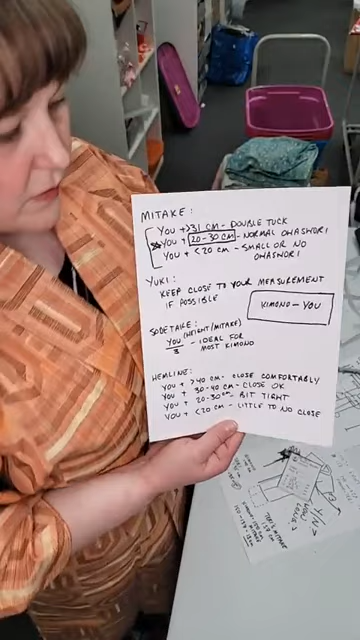 MITAKE:
YOU + >31 CM - DOUBLE TUCK
YOU + 20-30 CM - NORMAL OHASHORI
YOU + <20 CM - SMALL OR NO
OHASHORI
YUKI:
KEEP CLOSE TO YOUR MEASUREMENT
IF POSSIBLE
KIMONO - YOU
SODETAKE:
YOU (HEIGHT/MITAKE)
3 - IDEAL FOR
MOST KIMONO
HEMLINE:
YOU + >40 CM - CLOSE COMFORTABLY
YOU + 30-40 CM - CLOSE OK
YOU + 20-30 CM - BIT TIGHT
YOU + <20 CM - LITTLE TO NO CLOSE
Y/N?